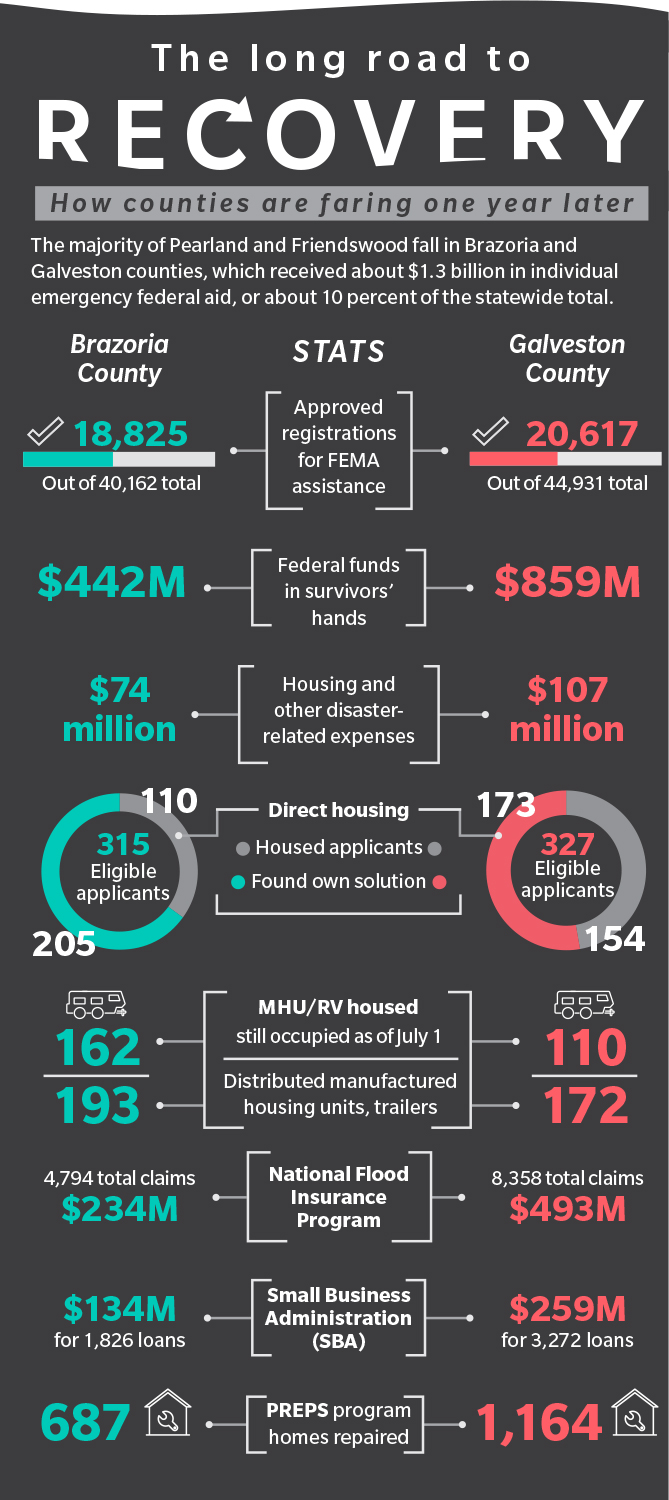 The long road to
RECOVERY
How counties are faring one year later
The majority of Pearland and Friendswood fall in Brazoria and
Galveston counties, which received about $1.3 billion in individual
emergency federal aid, or about 10 percent of the statewide total.
Brazoria
County
STATS
Galveston
County
18,825
Out of 40,162 total
Approved
registrations
for FEMA
assistance
20,617
Out of 44,931 total
$442M
Federal funds
in survivors'
hands
$859M
$74
million
Housing and
other disaster-
related expenses
$107
million
110
315
Eligible
applicants
205
Direct housing
Housed applicants
Found own solution
173
327
Eligible
applicants
154
162
193
MHU/RV housed
still occupied as of July 1
Distributed manufactured
housing units, trailers
110
172
4,794 total claims
$234M
National Flood
Insurance
Program
8,358 total claims
$493M
$134M
for 1,826 loans
Small Business
Administration
(SBA)
$259M
for 3,272 loans
687
PREPS program
homes repaired
1,164